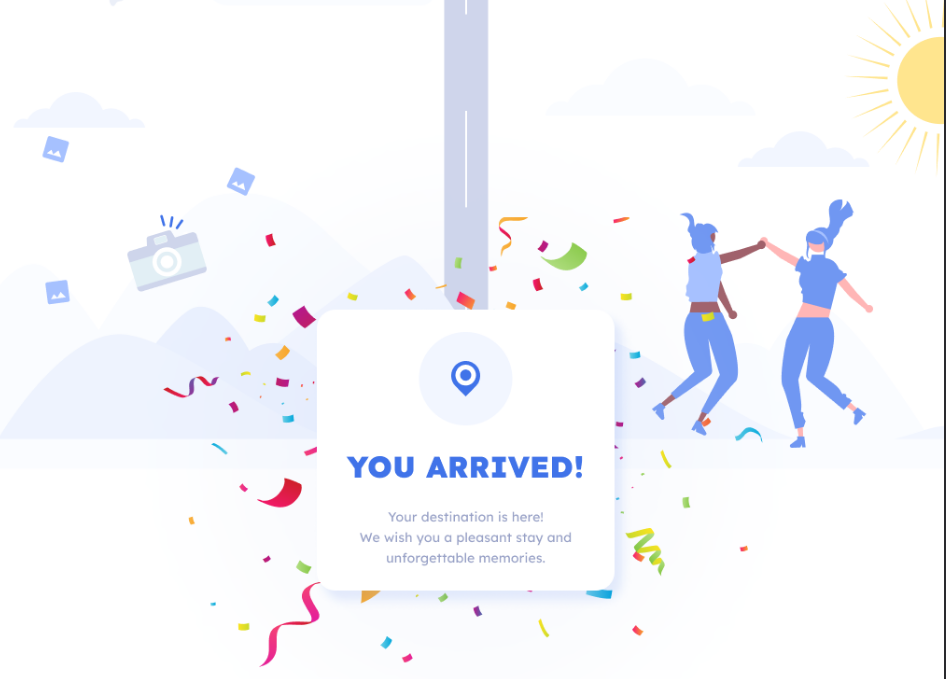 YOU ARRIVED!
Your destination is here!
We wish you a pleasant stay and
unforgettable memories.